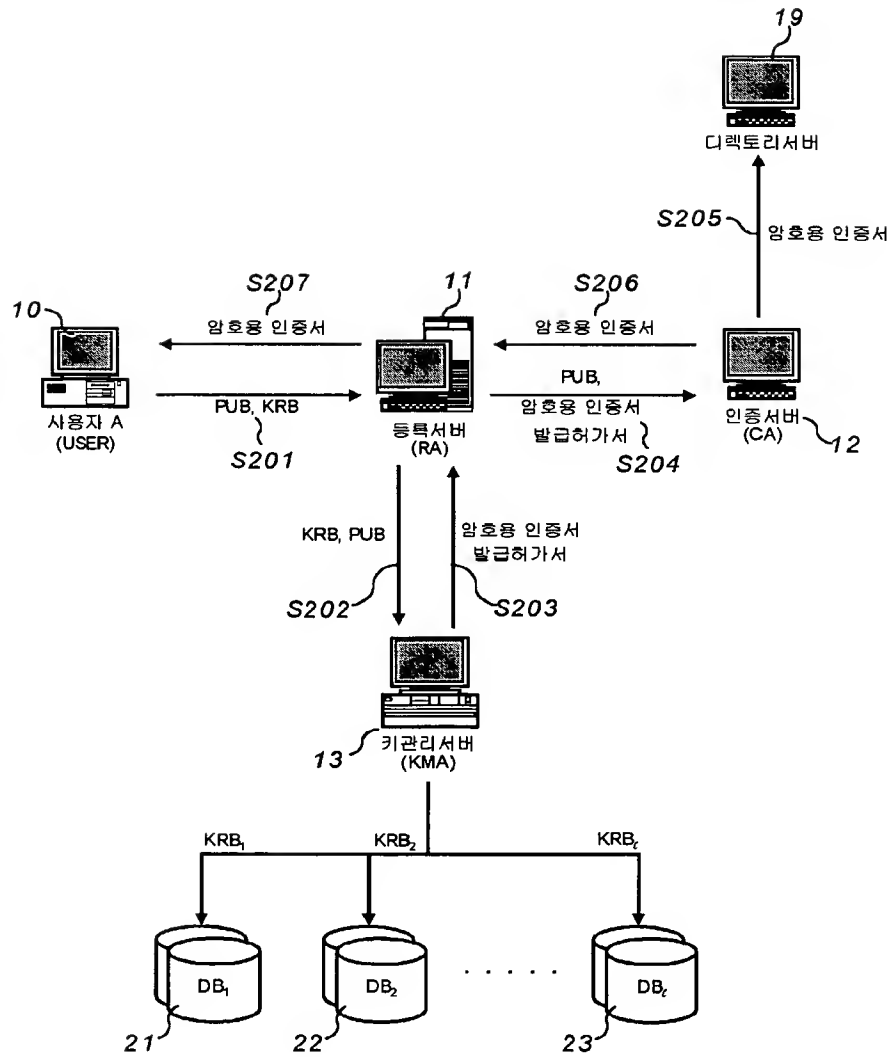 19
디렉토리서버
S205
암호용 인증서
S207
암호용 인증서
11
S206
암호용 인증서
10
사용자 A
(USER)
PUB, KRB
S201
등록서버
(RA)
PUB,
암호용 인증서
발급허가서
S204
인증서버
(CA)
12
KRB, PUB
S202
암호용 인증서
발급허가서
S203
13
키관리서버
(KMA)
KRB₁
KRB₂
KRBℓ
DB₁
DB₂
. . . . .
DBℓ
21
22
23